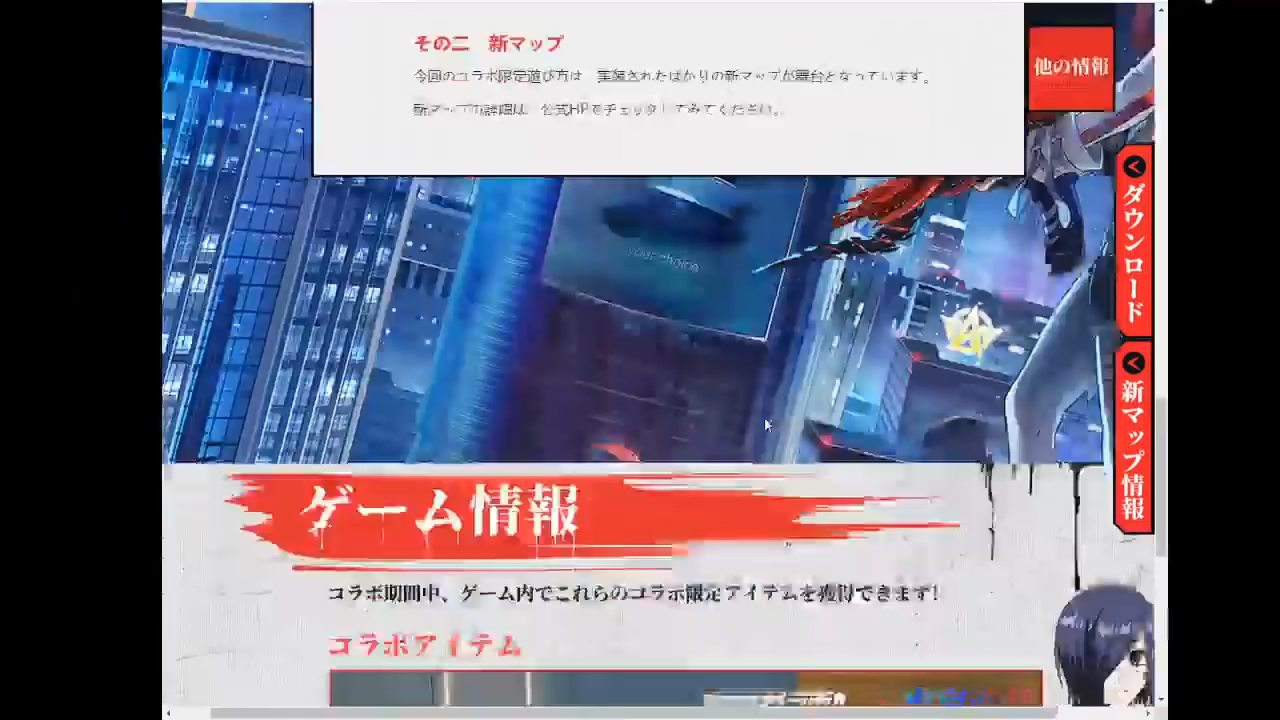 その二　新マップ
今回のコラボ限定遊び方は、実装されたばかりの新マップが舞台となっています。
新マップの詳細は、公式HPをチェックしてみてください。
他の情報
ダウンロード
your choice
新マップ情報
ゲーム情報
コラボ期間中、ゲーム内でこれらのコラボ限定アイテムを獲得できます！
コラボアイテム